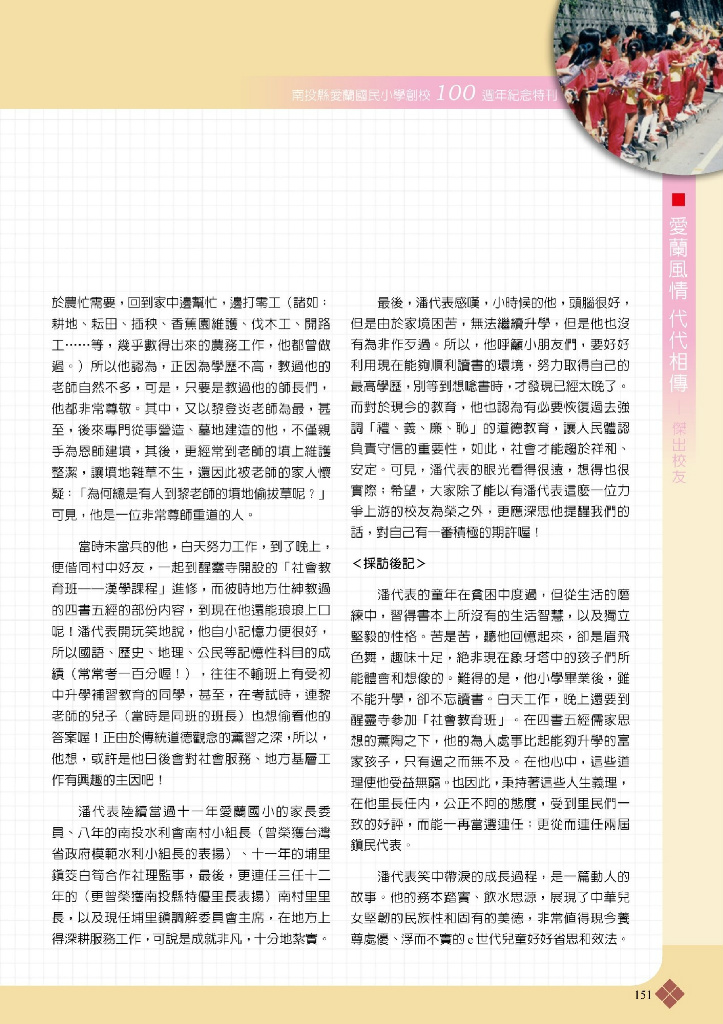 南投縣愛蘭國民小學創校 100 週年紀念特刊
愛蘭風情 代代相傳
傑出校友
於農忙需要，回到家中邊幫忙，邊打零工（諸如：
耕地、耘田、插秧、香蕉園維護、伐木工、開路
工……等，幾乎數得出來的農務工作，他都曾做
過。）所以他認為，正因為學歷不高，教過他的
老師自然不多，可是，只要是教過他的師長們，
他都非常尊敬。其中，又以黎登炎老師為最，甚
至，後來專門從事營造、墓地建造的他，不僅親
手為恩師建墳，其後，更經常到老師的墳上維護
整潔，讓墳地雜草不生，還因此被老師的家人懷
疑：「為何總是有人到黎老師的墳地偷拔草呢？」
可見，他是一位非常尊師重道的人。
當時未當兵的他，白天努力工作，到了晚上，
便偕同村中好友，一起到醒靈寺開設的「社會教
育班——漢學課程」進修，而彼時地方仕紳教過
的四書五經的部份內容，到現在他還能琅琅上口
呢！潘代表開玩笑地說，他自小記憶力便很好，
所以國語、歷史、地理、公民等記憶性科目的成
績（常常考一百分喔！），往往不輸班上有受初
中升學補習教育的同學，甚至，在考試時，連黎
老師的兒子（當時是同班的班長）也想偷看他的
答案喔！正由於傳統道德觀念的薰習之深，所以，
他想，或許是他日後會對社會服務、地方基層工
作有興趣的主因吧！
潘代表陸續當過十一年愛蘭國小的家長委
員、八年的南投水利會南村小組長（曾榮獲台灣
省政府模範水利小組長的表揚）、十一年的埔里
鎮筊白筍合作社理監事，最後，更連任三任十二
年的（更曾榮獲南投縣特優里長表揚）南村里里
長，以及現任埔里鎮調解委員會主席，在地方上
得深耕服務工作，可說是成就非凡，十分地紮實。
最後，潘代表感嘆，小時候的他，頭腦很好，
但是由於家境困苦，無法繼續升學，但是他也沒
有為非作歹過。所以，他呼籲小朋友們，要好好
利用現在能夠順利讀書的環境，努力取得自己的
最高學歷，別等到想唸書時，才發現已經太晚了。
而對於現今的教育，他也認為有必要恢復過去強
調「禮、義、廉、恥」的道德教育，讓人民體認
負責守信的重要性，如此，社會才能趨於祥和、
安定。可見，潘代表的眼光看得很遠，想得也很
實際；希望，大家除了能以有潘代表這麼一位力
爭上游的校友為榮之外，更應深思他提醒我們的
話，對自己有一番積極的期許喔！
＜採訪後記＞
潘代表的童年在貧困中度過，但從生活的磨
練中，習得書本上所沒有的生活智慧，以及獨立
堅毅的性格。苦是苦，聽他回憶起來，卻是眉飛
色舞，趣味十足，絕非現在象牙塔中的孩子們所
能體會和想像的。難得的是，他小學畢業後，雖
不能升學，卻不忘讀書。白天工作，晚上還要到
醒靈寺參加「社會教育班」。在四書五經儒家思
想的薰陶之下，他的為人處事比起能夠升學的富
家孩子，只有過之而無不及。在他心中，這些道
理使他受益無窮。也因此，秉持著這些人生義理，
在他里長任內，公正不阿的態度，受到里民們一
致的好評，而能一再當選連任；更從而連任兩屆
鎮民代表。
潘代表笑中帶淚的成長過程，是一篇動人的
故事。他的務本踏實、飲水思源，展現了中華兒
女堅韌的民族性和固有的美德，非常值得現今養
尊處優、浮而不實的 e 世代兒童好好省思和效法。
151